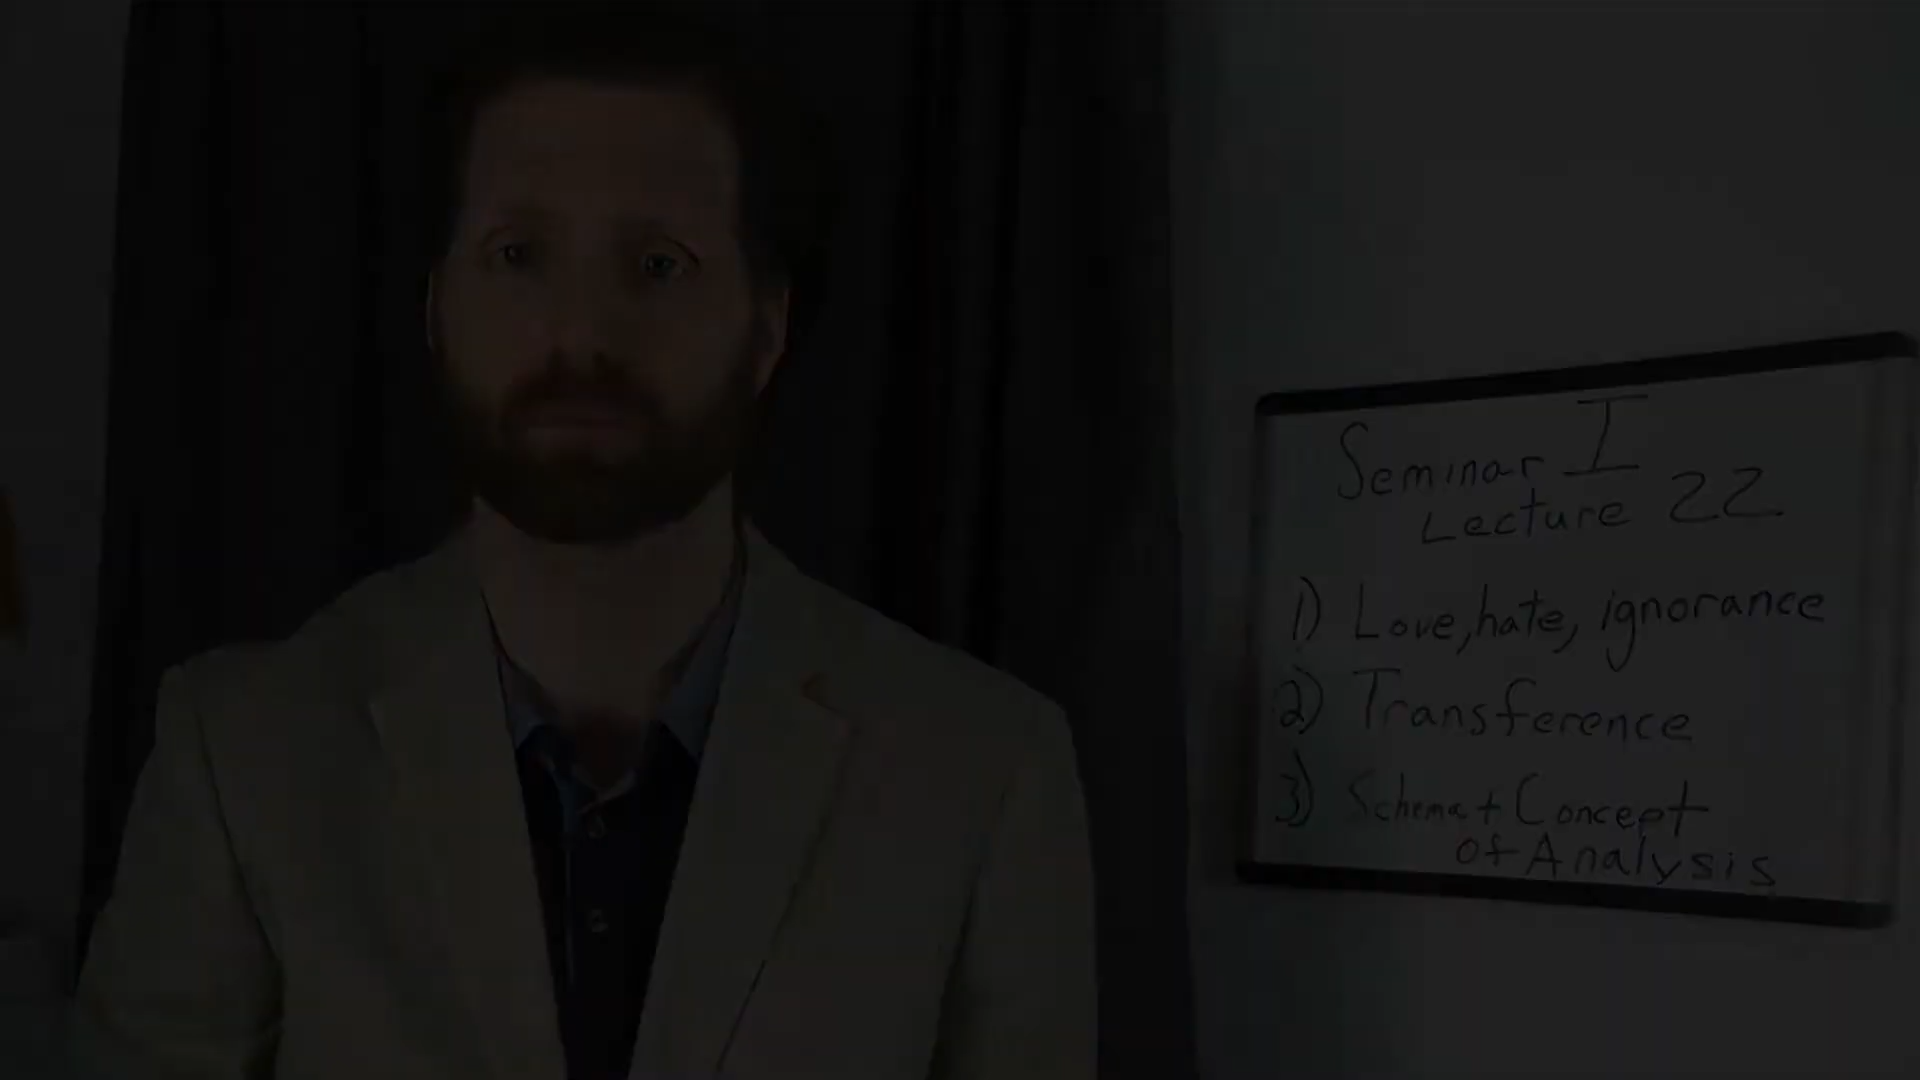 Seminar I
Lecture 22
1) Love, hate, ignorance
2) Transference
3) Schema + Concept
of Analysis